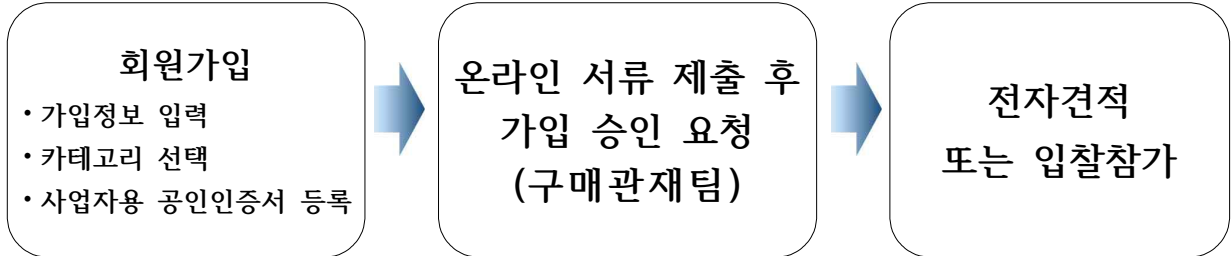 회원가입
・가입정보 입력
・카테고리 선택
・사업자용 공인인증서 등록
온라인 서류 제출 후
가입 승인 요청
(구매관재팀)
전자견적
또는 입찰참가